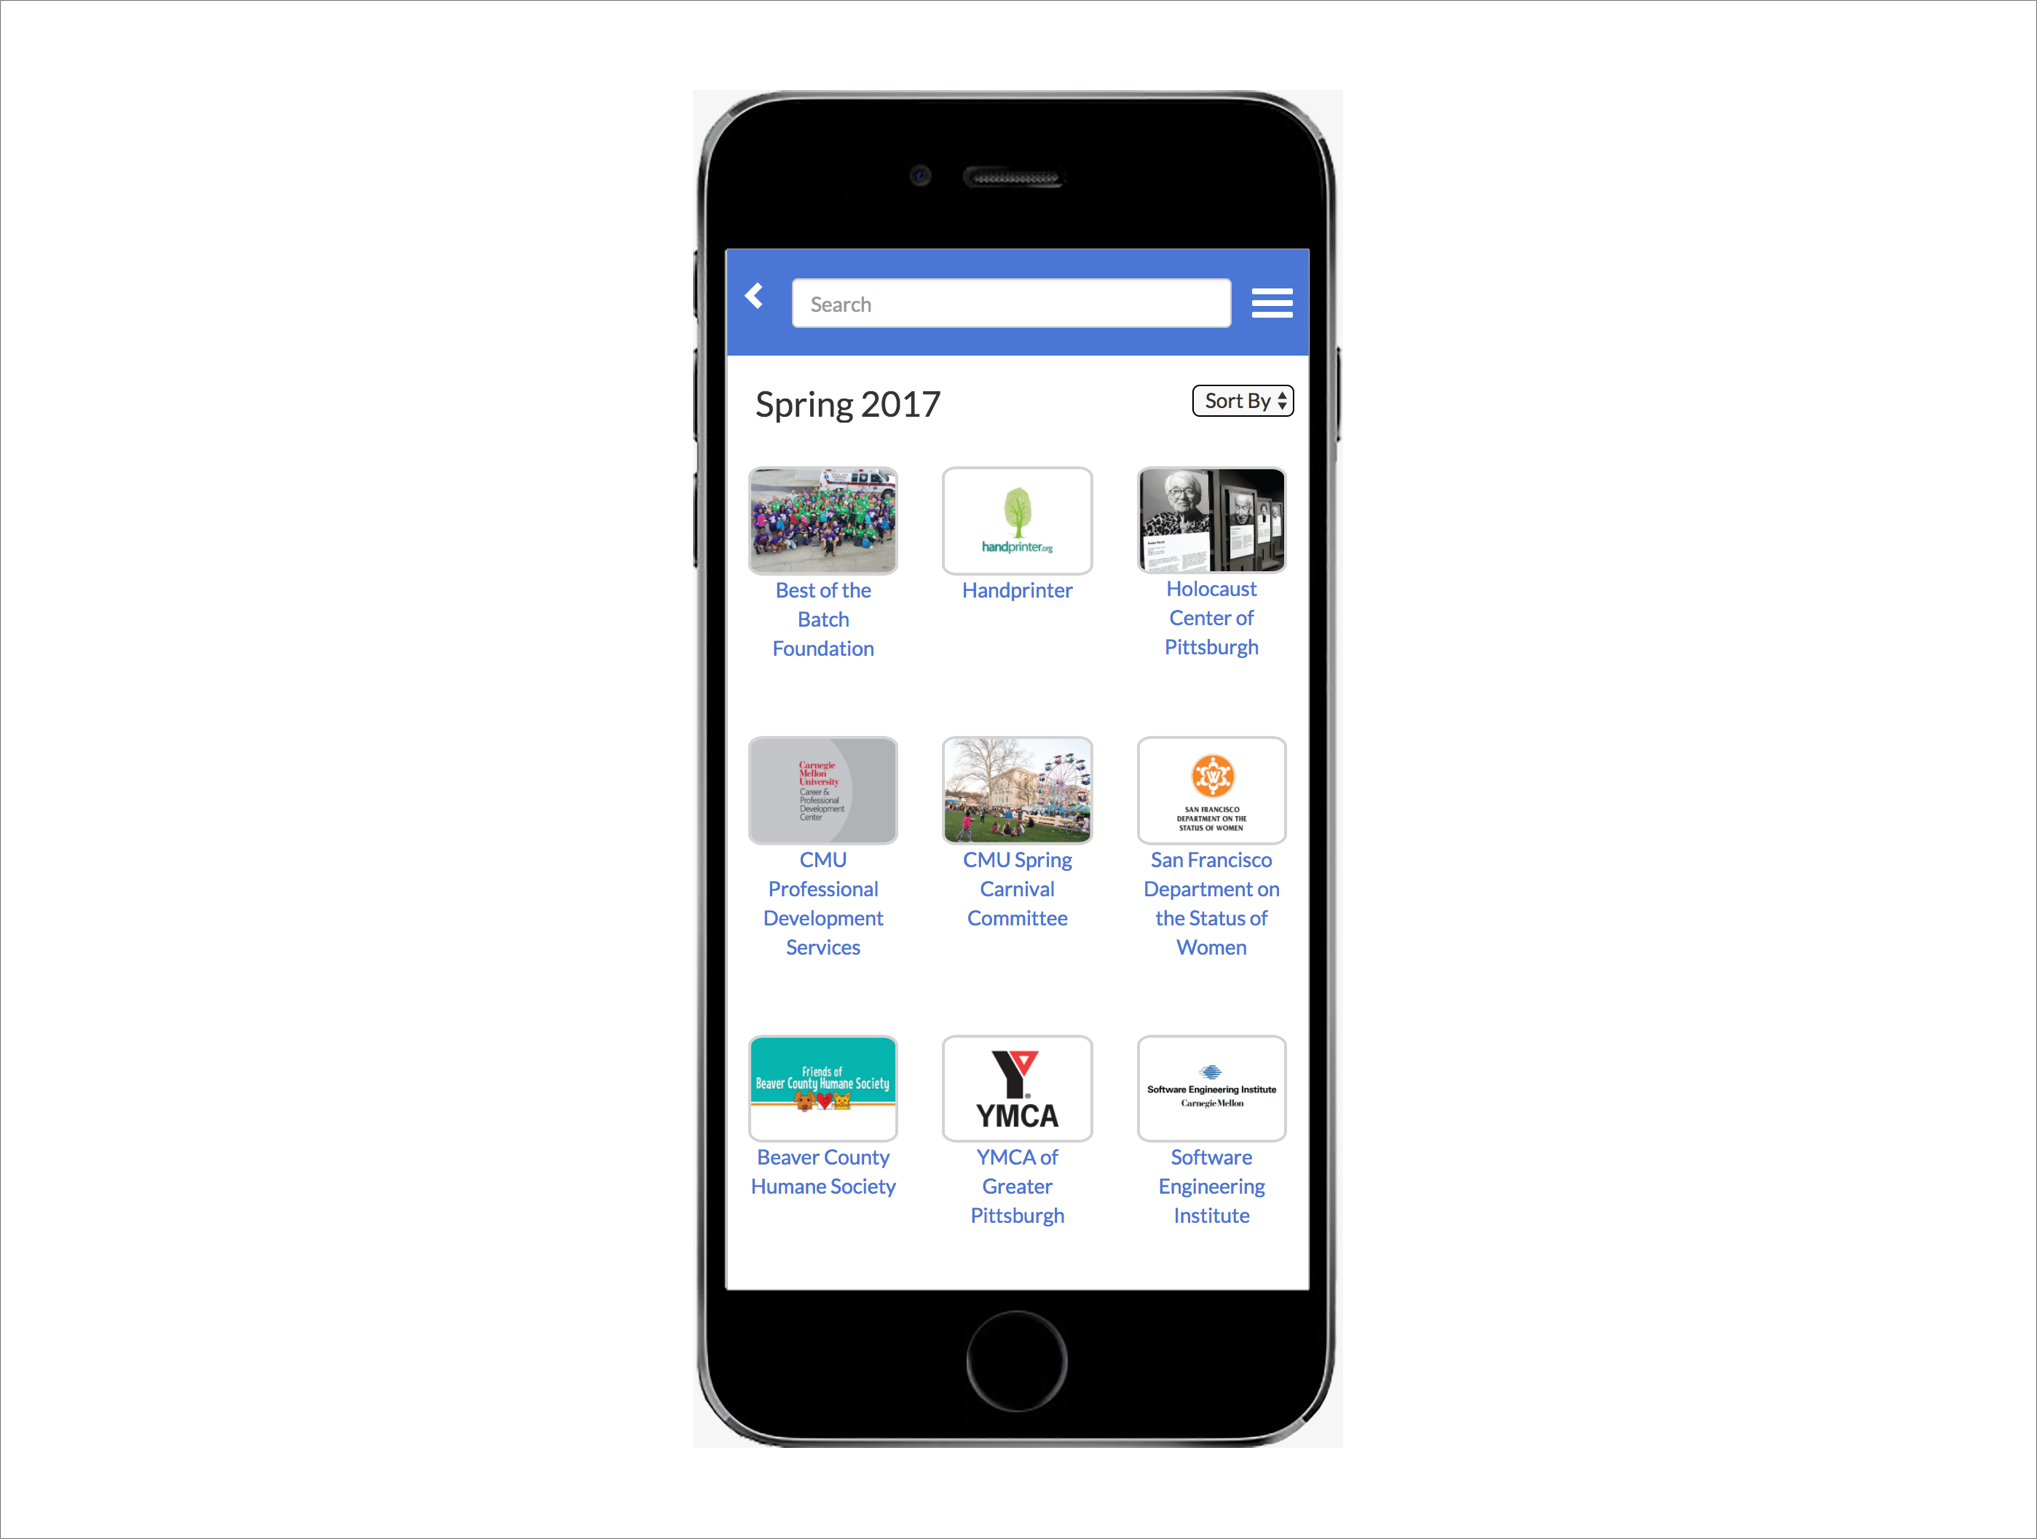 Search
Spring 2017
Sort By
handprinter.org
Best of the
Batch
Foundation
Handprinter
Holocaust
Center of
Pittsburgh
Carnegie
Mellon
University
Career &
Professional
Development
Center
W
SAN FRANCISCO
DEPARTMENT ON THE
STATUS OF WOMEN
CMU
Professional
Development
Services
CMU Spring
Carnival
Committee
San Francisco
Department on
the Status of
Women
Friends of
Beaver County Humane Society
Y®
YMCA
Software Engineering Institute
CarnegieMellon
Beaver County
Humane Society
YMCA of
Greater
Pittsburgh
Software
Engineering
Institute